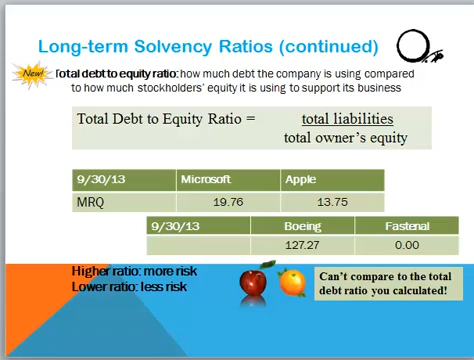 Long-term Solvency Ratios (continued)
New!
Total debt to equity ratio: how much debt the company is using compared
to how much stockholders' equity it is using to support its business
Total Debt to Equity Ratio = total liabilities
total owner's equity
9/30/13 Microsoft Apple
MRQ 19.76 13.75
9/30/13 Boeing Fastenal
127.27 0.00
Higher ratio: more risk
Lower ratio: less risk
Can't compare to the total
debt ratio you calculated!